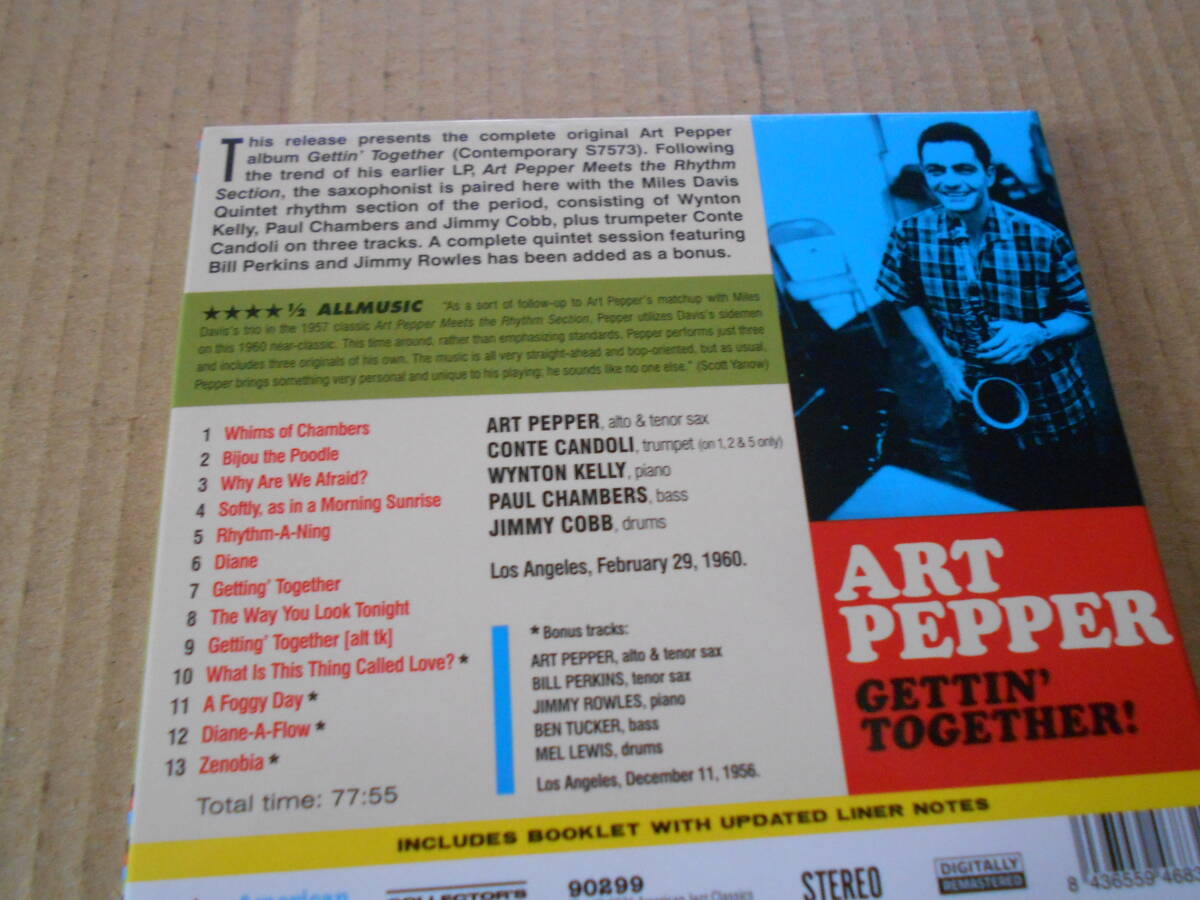 This release presents the complete original Art Pepper
album Gettin' Together (Contemporary S7573). Following
the trend of his earlier LP, Art Pepper Meets the Rhythm
Section, the saxophonist is paired here with the Miles Davis
Quintet rhythm section of the period, consisting of Wynton
Kelly, Paul Chambers and Jimmy Cobb, plus trumpeter Conte
Candoli on three tracks. A complete quintet session featuring
Bill Perkins and Jimmy Rowles has been added as a bonus.
★★★★½ ALLMUSIC "As a sort of follow-up to Art Pepper's matchup with Miles
Davis's trio in the 1957 classic Art Pepper Meets the Rhythm Section, Pepper utilizes Davis's sidemen
on this 1960 near-classic. This time around, rather than emphasizing standards, Pepper performs just three
and includes three originals of his own. The music is all very straight-ahead and bop-oriented, but as usual,
Pepper brings something very personal and unique to his playing; he sounds like no one else." (Scott Yanow)
1 Whims of Chambers
2 Bijou the Poodle
3 Why Are We Afraid?
4 Softly, as in a Morning Sunrise
5 Rhythm-A-Ning
6 Diane
7 Getting' Together
8 The Way You Look Tonight
9 Getting' Together [alt tk]
10 What Is This Thing Called Love? *
11 A Foggy Day *
12 Diane-A-Flow *
13 Zenobia *
Total time: 77:55
ART PEPPER, alto & tenor sax
CONTE CANDOLI, trumpet (on 1, 2 & 5 only)
WYNTON KELLY, piano
PAUL CHAMBERS, bass
JIMMY COBB, drums
Los Angeles, February 29, 1960.
* Bonus tracks:
ART PEPPER, alto & tenor sax
BILL PERKINS, tenor sax
JIMMY ROWLES, piano
BEN TUCKER, bass
MEL LEWIS, drums
Los Angeles, December 11, 1956.
ART
PEPPER
GETTIN'
TOGETHER!
INCLUDES BOOKLET WITH UPDATED LINER NOTES
American
COLLECTOR'S
90299
American Jazz Classics
STEREO
DIGITALLY
REMASTERED
8 436559 468